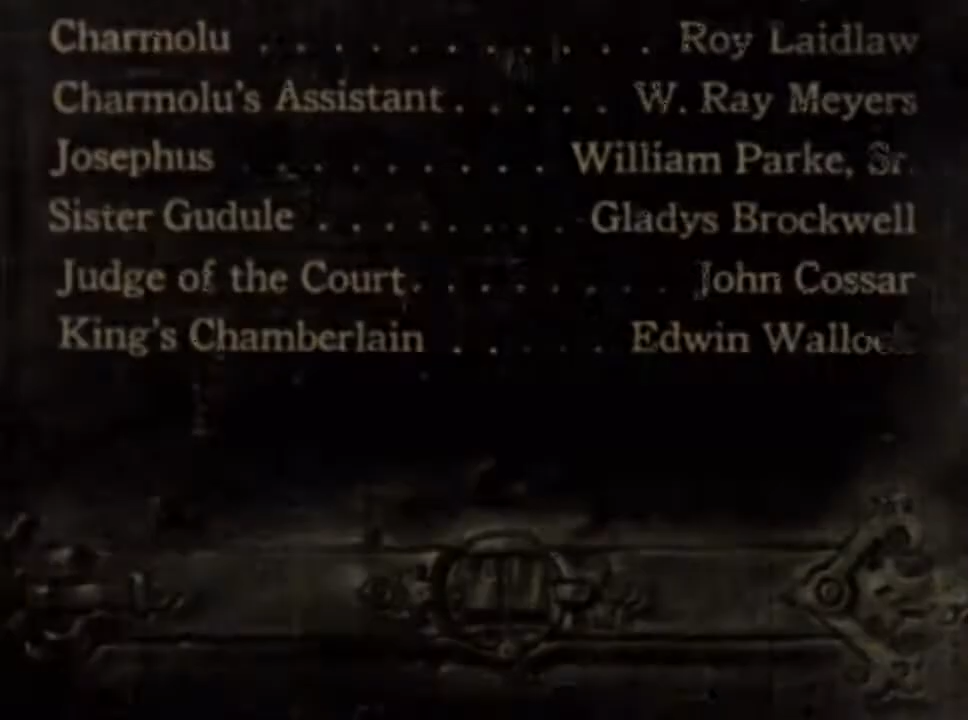 Charmolu . . . . . . . . . . . . Roy Laidlaw
Charmolu's Assistant . . . . . W. Ray Meyers
Josephus . . . . . . . . . William Parke, Sr.
Sister Gudule . . . . . . . . Gladys Brockwell
Judge of the Court . . . . . . . . John Cossar
King's Chamberlain . . . . . Edwin